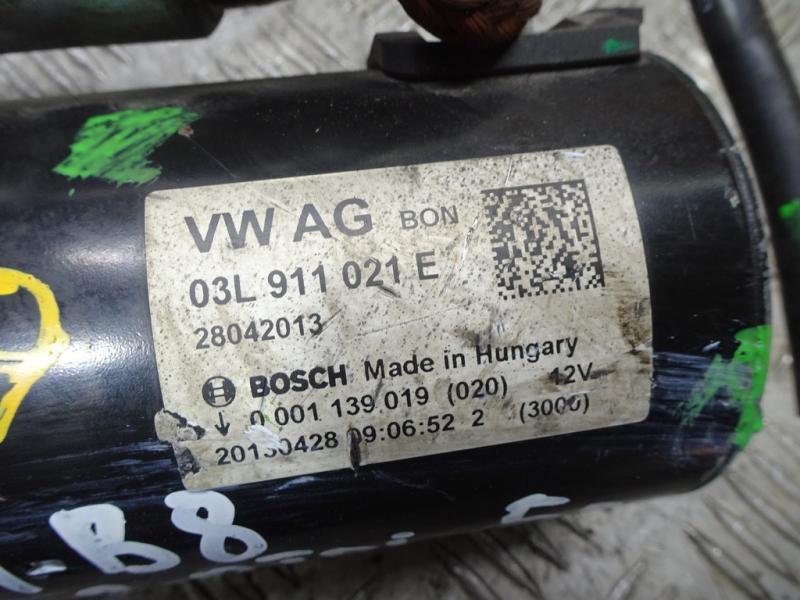 VW AG BON
03L 911 021 E
28042013
BOSCH Made in Hungary
0 001 139 019 (020) 12V
20130428 09:06:52 2 (3000)
B8